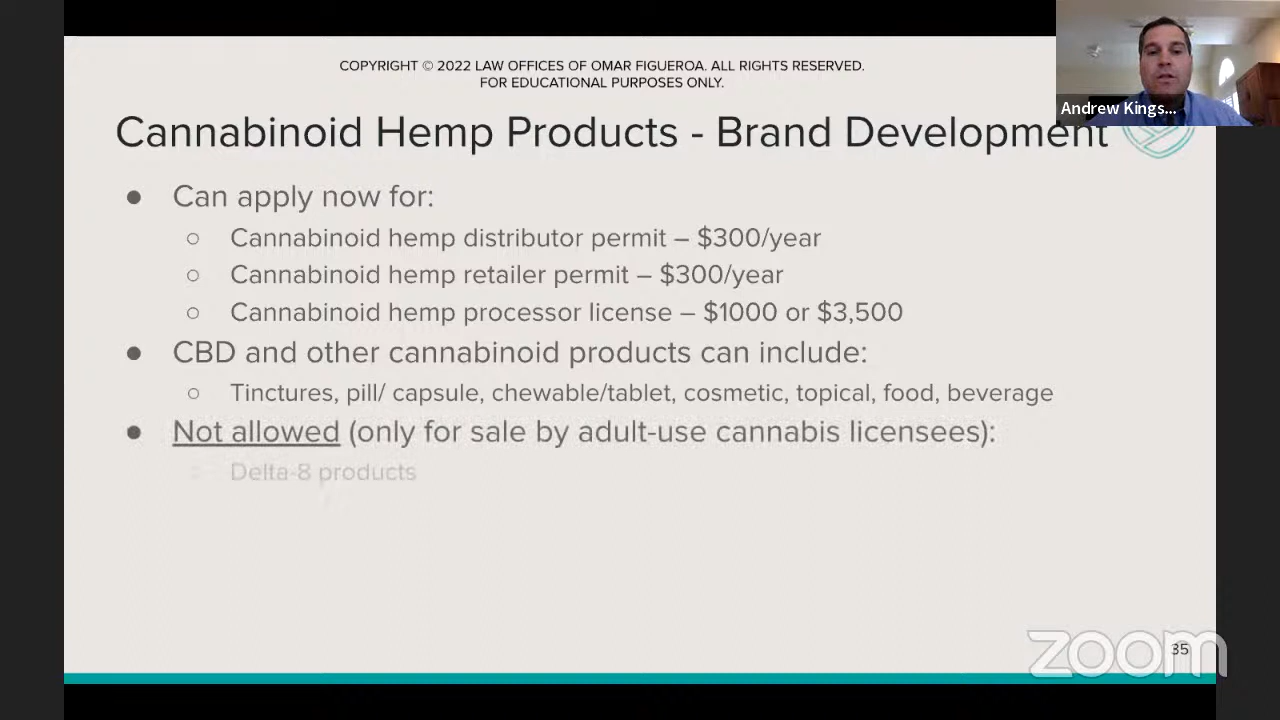 COPYRIGHT © 2022 LAW OFFICES OF OMAR FIGUEROA. ALL RIGHTS RESERVED.
FOR EDUCATIONAL PURPOSES ONLY.
Andrew Kings...
Cannabinoid Hemp Products - Brand Development
● Can apply now for:
○ Cannabinoid hemp distributor permit – $300/year
○ Cannabinoid hemp retailer permit – $300/year
○ Cannabinoid hemp processor license – $1000 or $3,500
● CBD and other cannabinoid products can include:
○ Tinctures, pill/ capsule, chewable/tablet, cosmetic, topical, food, beverage
● Not allowed (only for sale by adult-use cannabis licensees):
○ Delta-8 products
zoom
35